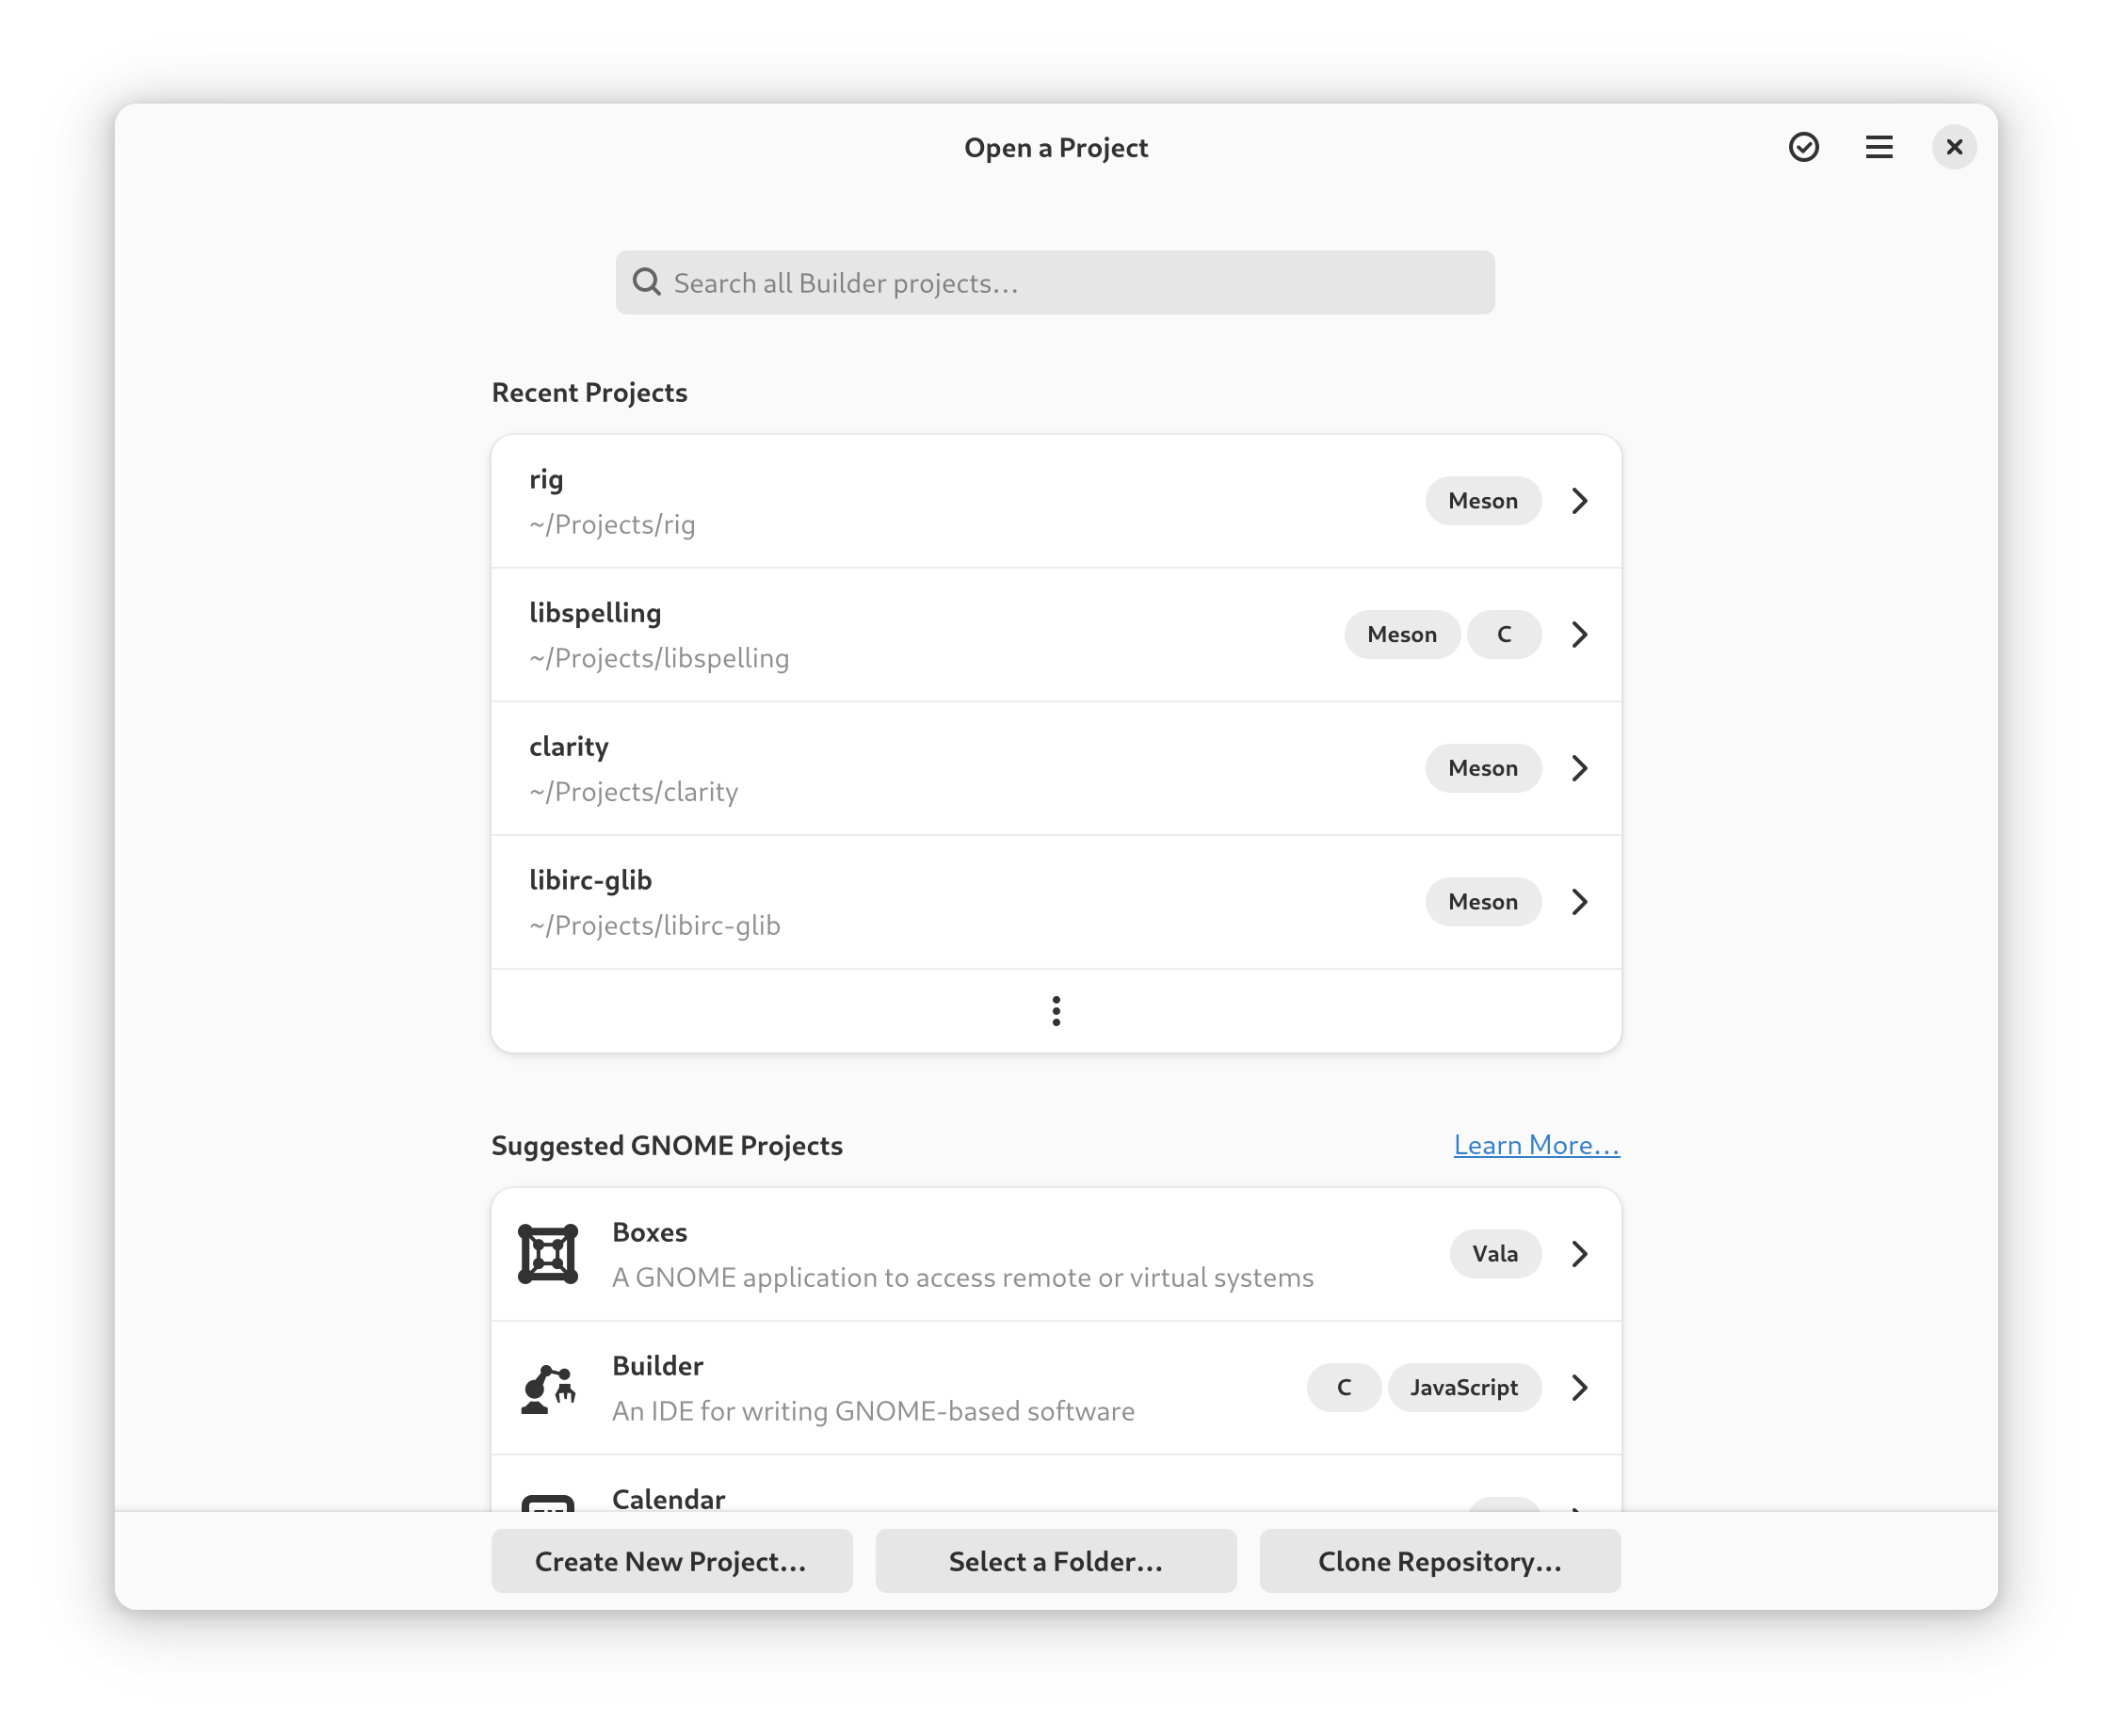 Open a Project
Search all Builder projects…
Recent Projects
rig
~/Projects/rig
Meson
libspelling
~/Projects/libspelling
Meson
C
clarity
~/Projects/clarity
Meson
libirc-glib
~/Projects/libirc-glib
Meson
Suggested GNOME Projects
Learn More…
Boxes
A GNOME application to access remote or virtual systems
Vala
Builder
An IDE for writing GNOME-based software
C
JavaScript
Calendar
Create New Project…
Select a Folder…
Clone Repository…